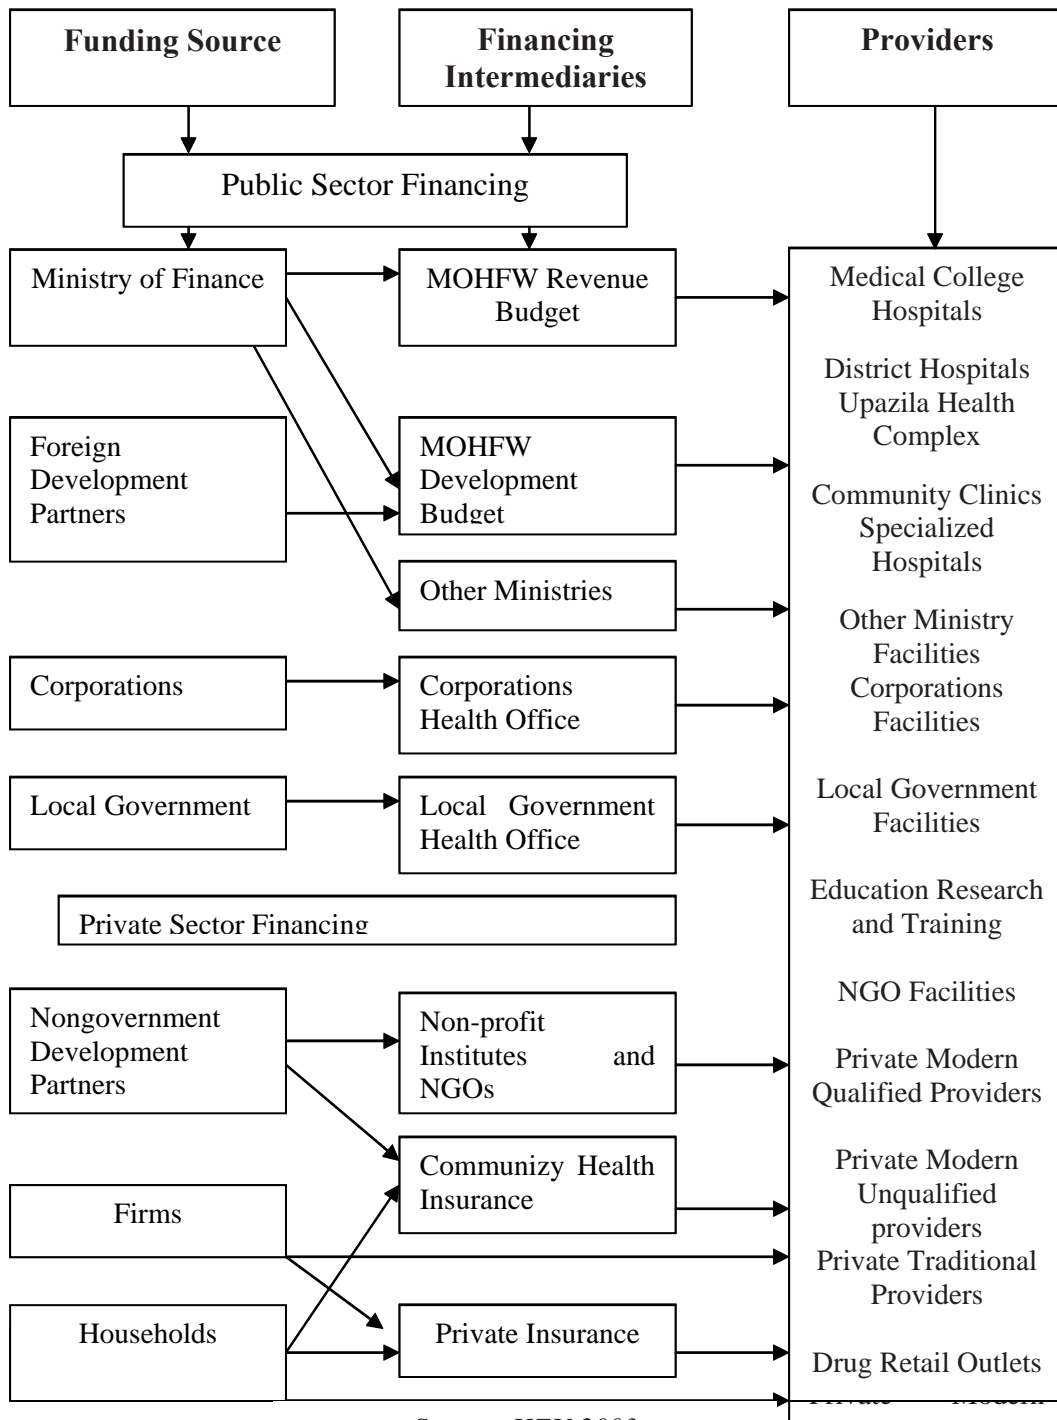 Funding Source
Financing
Intermediaries
Providers
Public Sector Financing
Ministry of Finance
MOHFW Revenue
Budget
Foreign
Development
Partners
MOHFW
Development
Budget
Other Ministries
Corporations
Corporations
Health Office
Local Government
Local Government
Health Office
Private Sector Financing
Nongovernment
Development
Partners
Non-profit
Institutes and
NGOs
Communizy Health
Insurance
Firms
Households
Private Insurance
Medical College
Hospitals
District Hospitals
Upazila Health
Complex
Community Clinics
Specialized
Hospitals
Other Ministry
Facilities
Corporations
Facilities
Local Government
Facilities
Education Research
and Training
NGO Facilities
Private Modern
Qualified Providers
Private Modern
Unqualified
providers
Private Traditional
Providers
Drug Retail Outlets
Private Modern